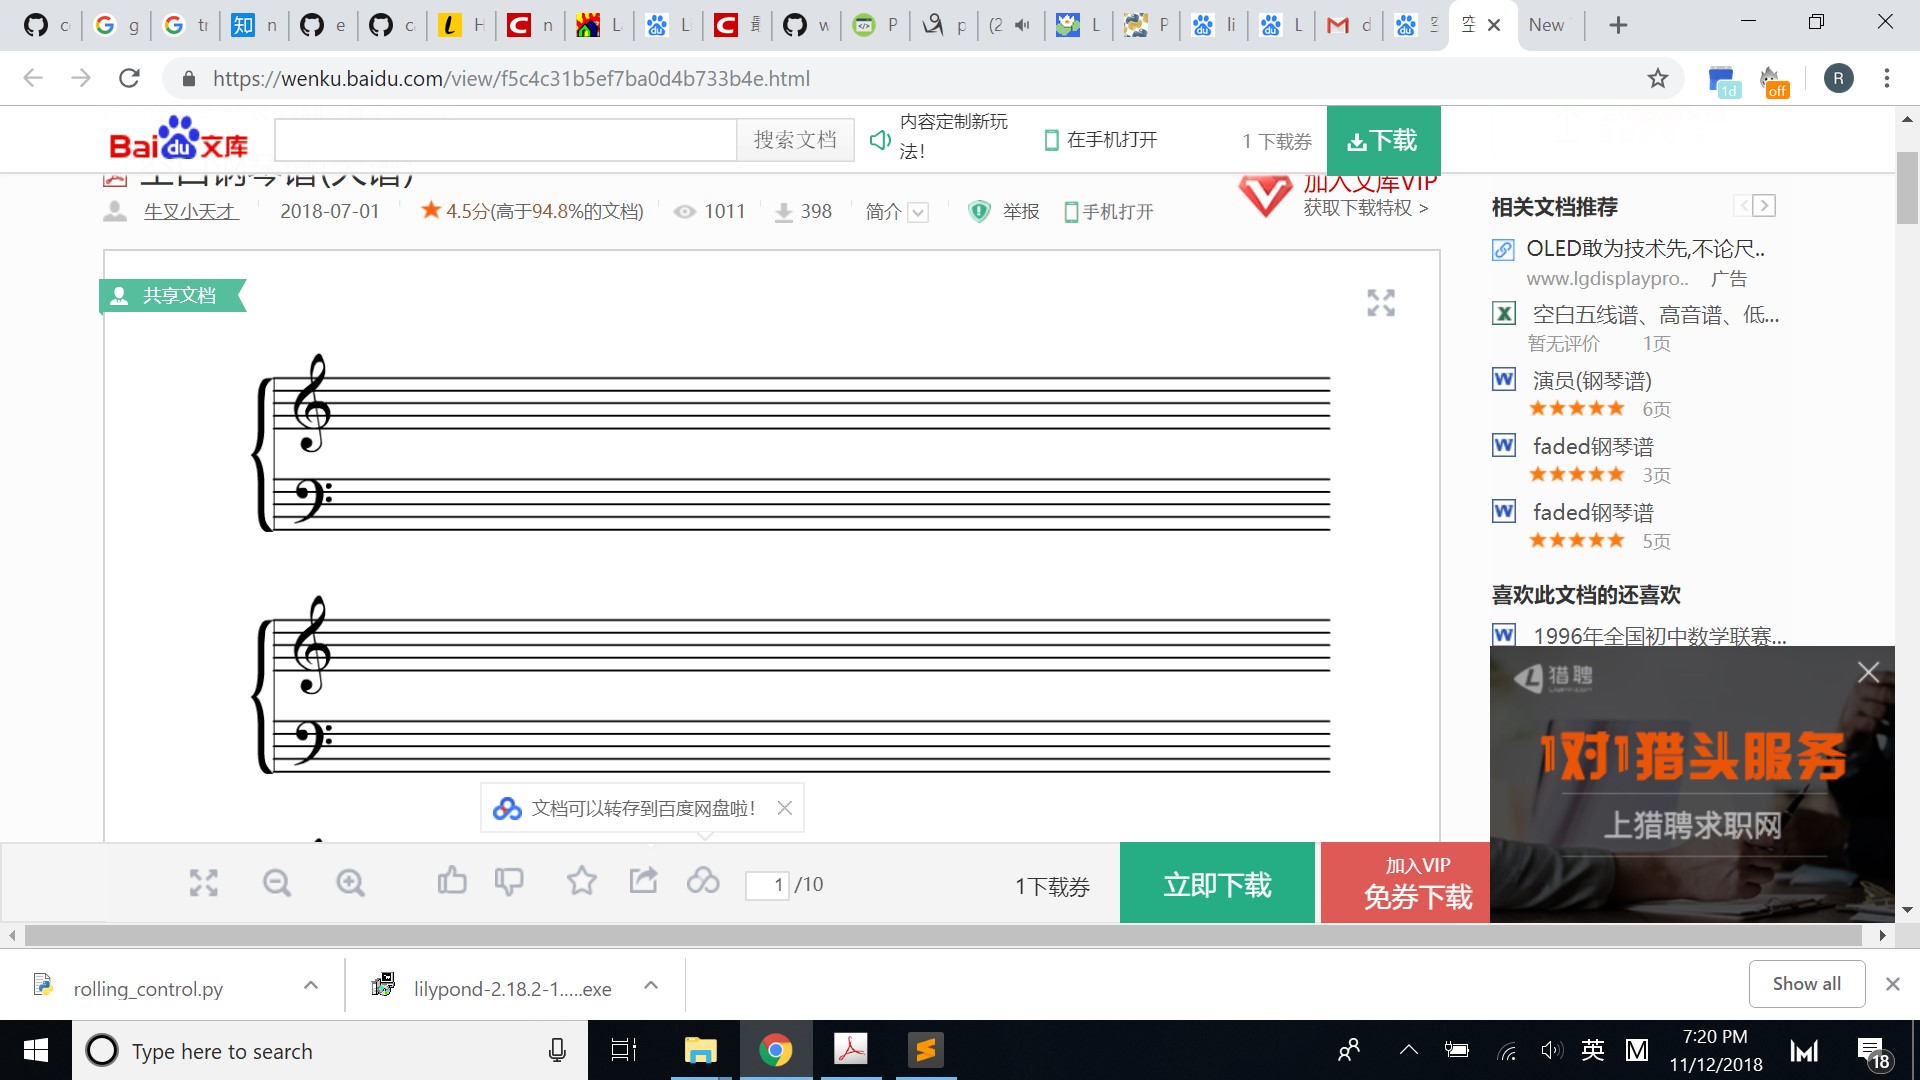 New
https://wenku.baidu.com/view/f5c4c31b5ef7ba0d4b733b4e.html
1d
off
R
Bai du 文库
搜索文档
内容定制新玩法!
在手机打开
1 下载券
下载
牛叉小天才
2018-07-01
4.5分(高于94.8%的文档)
1011
398
简介
举报
手机打开
加入文库VIP
获取下载特权 >
共享文档
相关文档推荐
OLED敢为技术先,不论尺..
www.lgdisplaypro.. 广告
空白五线谱、高音谱、低...
暂无评价 1页
演员(钢琴谱)
6页
faded钢琴谱
3页
faded钢琴谱
5页
喜欢此文档的还喜欢
1996年全国初中数学联赛...
猎聘
1对1猎头服务
上猎聘求职网
文档可以转存到百度网盘啦!
1 /10
1下载券
立即下载
加入VIP
免券下载
rolling_control.py
lilypond-2.18.2-1.....exe
Show all
Type here to search
英
M
7:20 PM
11/12/2018
18